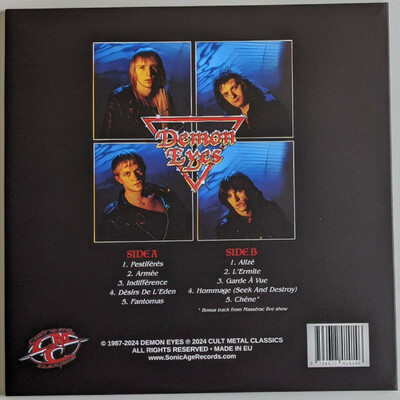 Demon
Eyes
SIDE A
1. Pestiférés
2. Armée
3. Indifférence
4. Désirs De L'Eden
5. Fantomas
SIDE B
1. Alizé
2. L'Ermite
3. Garde À Vue
4. Hommage (Seek And Destroy)
5. Chêne*
* Bonus track from Massérac live show
CMC
© 1987-2024 DEMON EYES ℗ 2024 CULT METAL CLASSICS
ALL RIGHTS RESERVED • MADE IN EU
www.SonicAgeRecords.com